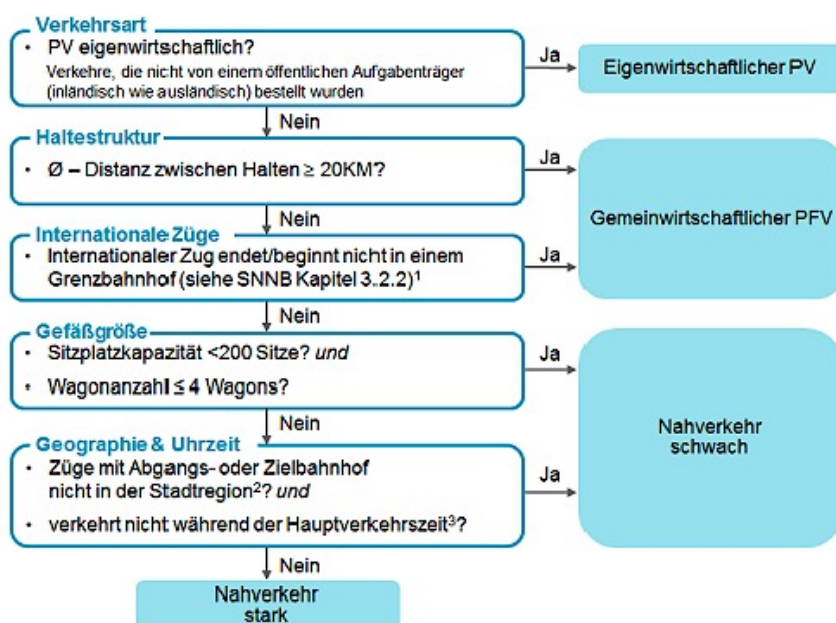 Verkehrsart
• PV eigenwirtschaftlich?
Verkehre, die nicht von einem öffentlichen Aufgabenträger
(inländisch wie ausländisch) bestellt wurden
Ja
Eigenwirtschaftlicher PV
Nein
Haltestruktur
• Ø – Distanz zwischen Halten ≥ 20KM?
Ja
Gemeinwirtschaftlicher PFV
Nein
Internationale Züge
• Internationaler Zug endet/beginnt nicht in einem
Grenzbahnhof (siehe SNNB Kapitel 3..2.2)¹
Ja
Nein
Gefäßgröße
• Sitzplatzkapazität <200 Sitze? und
• Wagonanzahl ≤ 4 Wagons?
Ja
Nahverkehr
schwach
Nein
Geographie & Uhrzeit
• Züge mit Abgangs- oder Zielbahnhof
nicht in der Stadtregion²? und
• verkehrt nicht während der Hauptverkehrszeit³?
Ja
Nein
Nahverkehr
stark